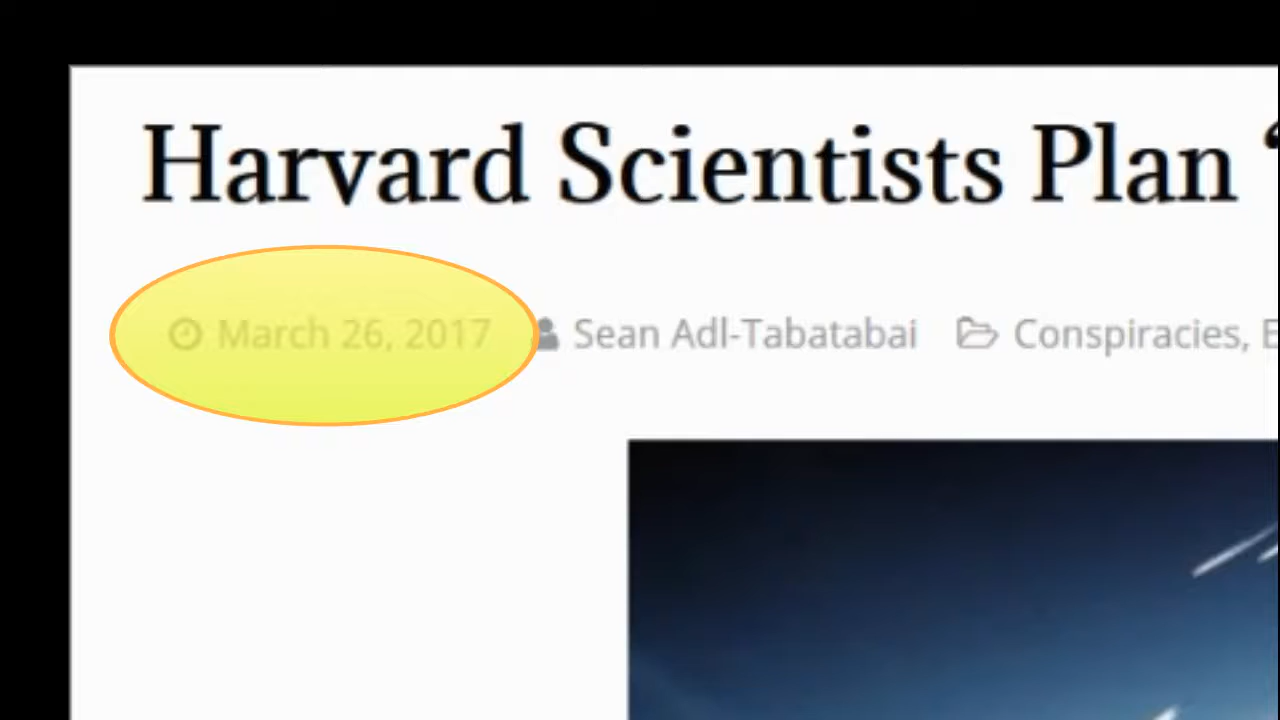 Harvard Scientists Plan “
March 26, 2017 Sean Adl-Tabatabai Conspiracies, E